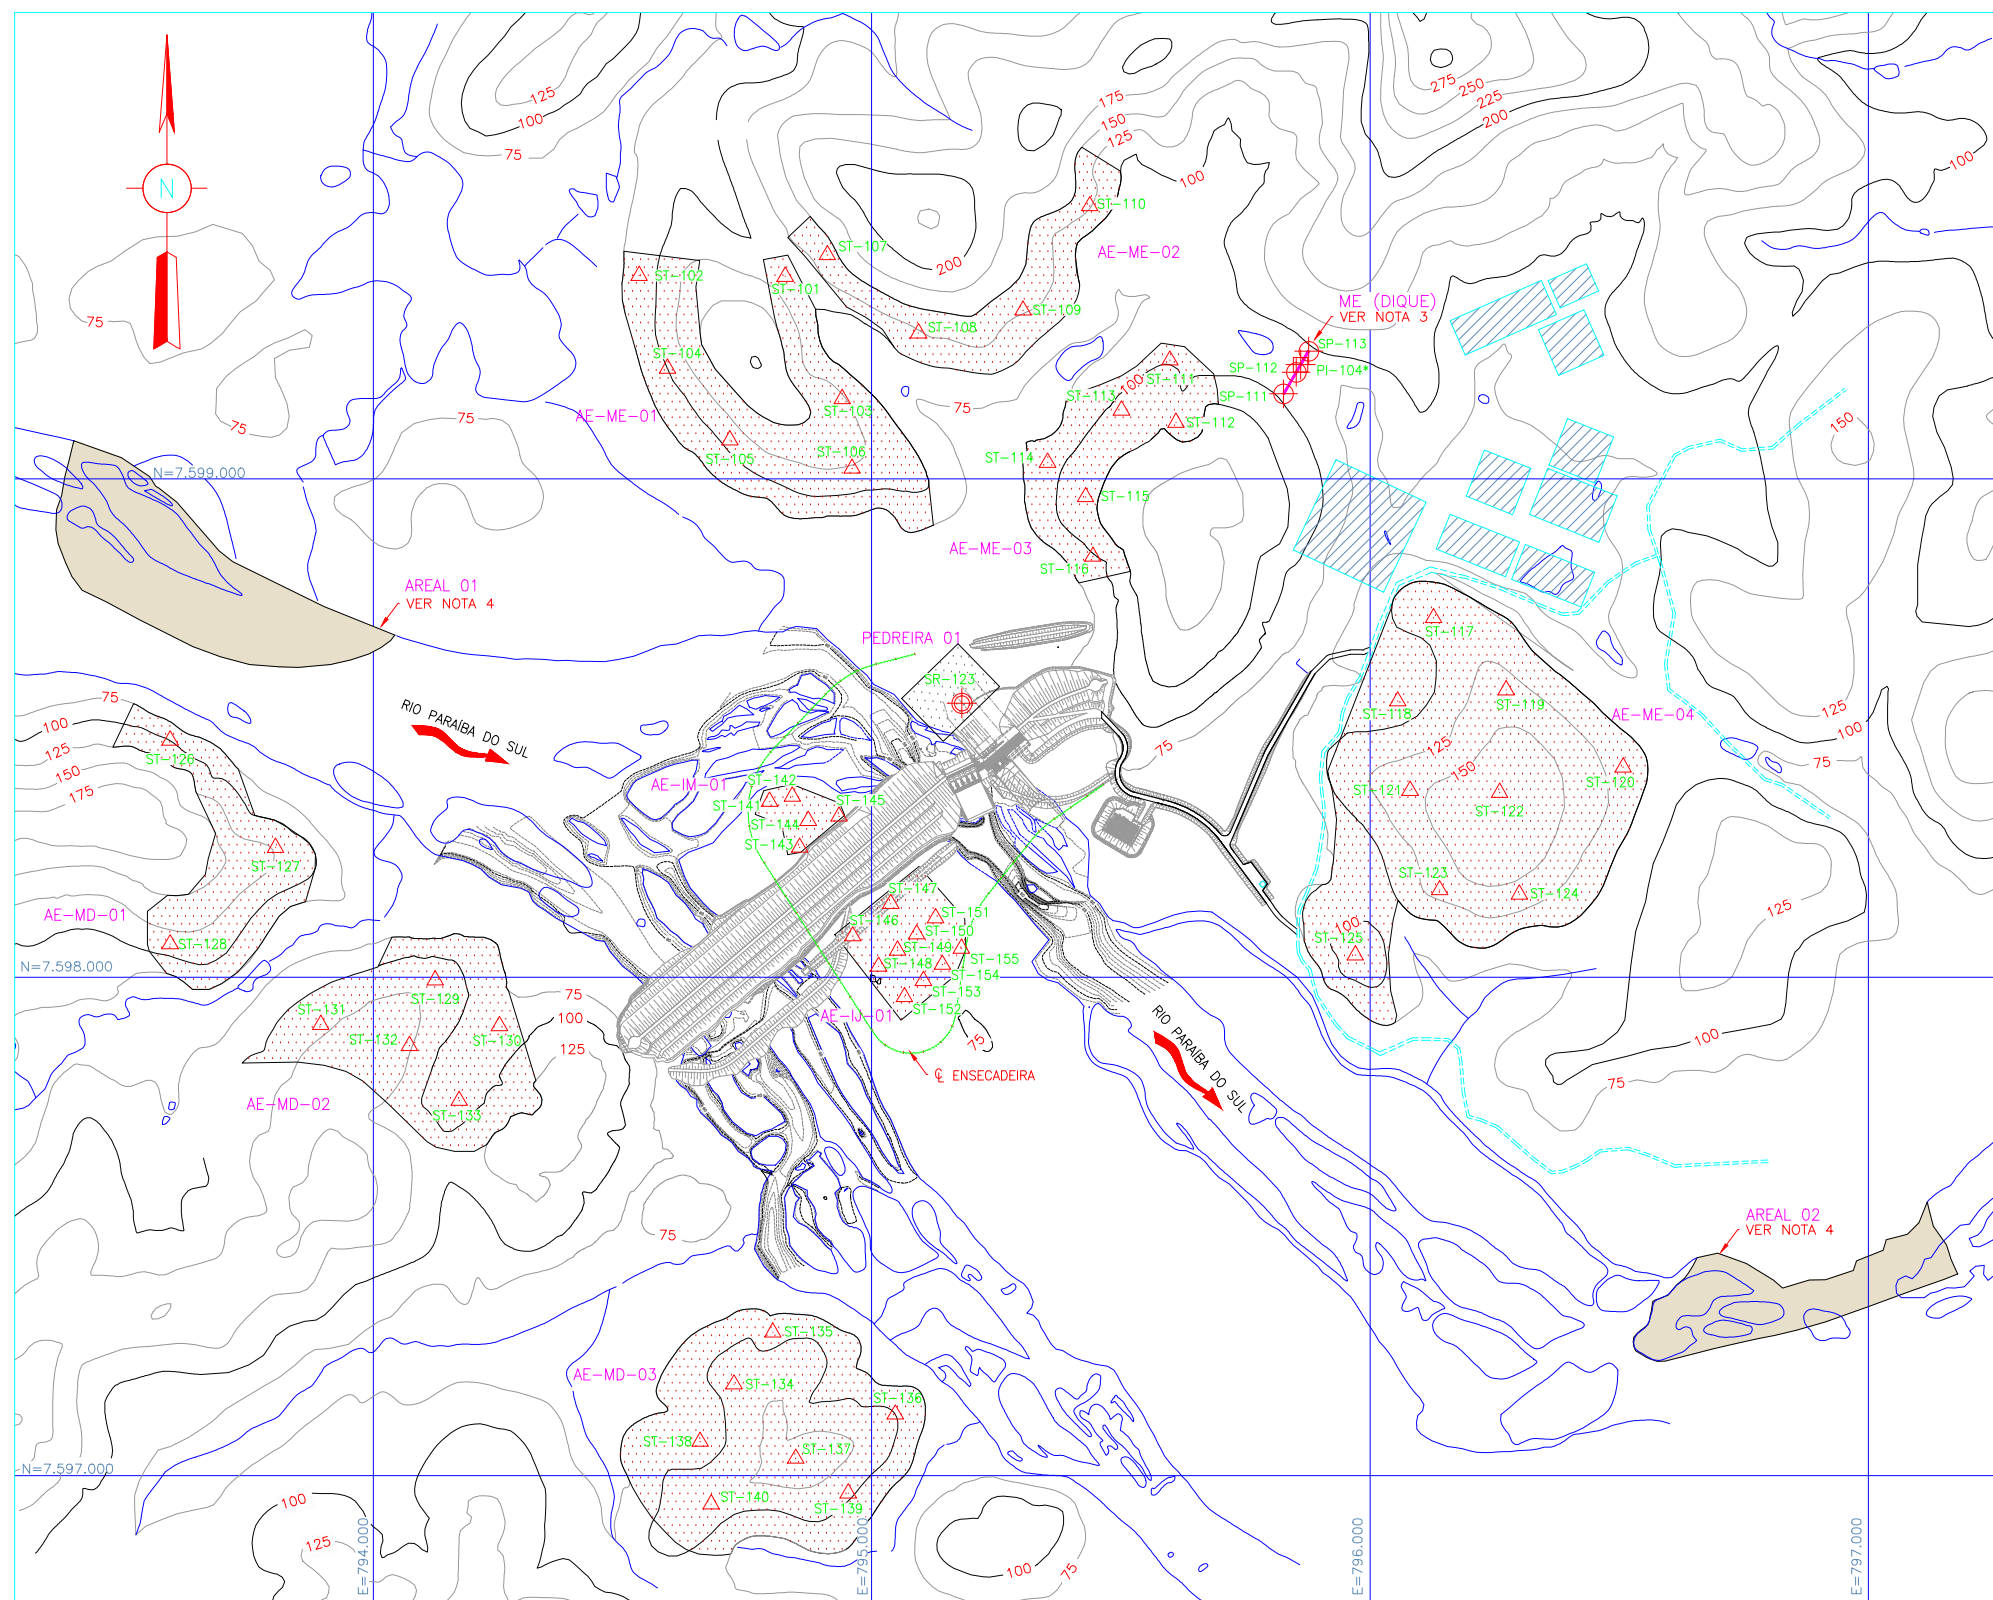 125
100
75
175
150
125
275
250
225
200
100
100
N
ST-110
ST-107
AE-ME-02
200
ST-102
ST-101
75
ME (DIQUE)
VER NOTA 3
ST-109
ST-108
SP-113
ST-104
SP-112
PI-104*
ST-111
100
SP-111
ST-103
ST-113
75
AE-ME-01
75
75
ST-112
150
ST-105
ST-106
ST-114
N=7.599.000
ST-115
AE-ME-03
ST-116
AREAL 01
VER NOTA 4
PEDREIRA 01
ST-117
SR-123
75
RIO PARAÍBA DO SUL
ST-118
ST-119
AE-ME-04
125
100
100
125
150
175
ST-126
75
125
150
75
ST-142
AE-IM-01
ST-141
ST-145
ST-120
ST-121
ST-144
ST-122
ST-143
ST-127
ST-123
ST-124
ST-147
125
AE-MD-01
ST-146
ST-151
100
ST-128
ST-150
ST-125
ST-149
ST-155
ST-148
N=7.598.000
ST-154
ST-129
75
ST-153
ST-131
ST-152
100
AE-IJ-01
RIO PARAÍBA DO SUL
ST-132
ST-130
125
75
100
℄ ENSECADEIRA
75
AE-MD-02
ST-133
AREAL 02
VER NOTA 4
75
ST-135
AE-MD-03
ST-134
ST-136
ST-138
ST-137
N=7.597.000
ST-140
ST-139
100
125
100
75
E=794.000
E=795.000
E=796.000
E=797.000